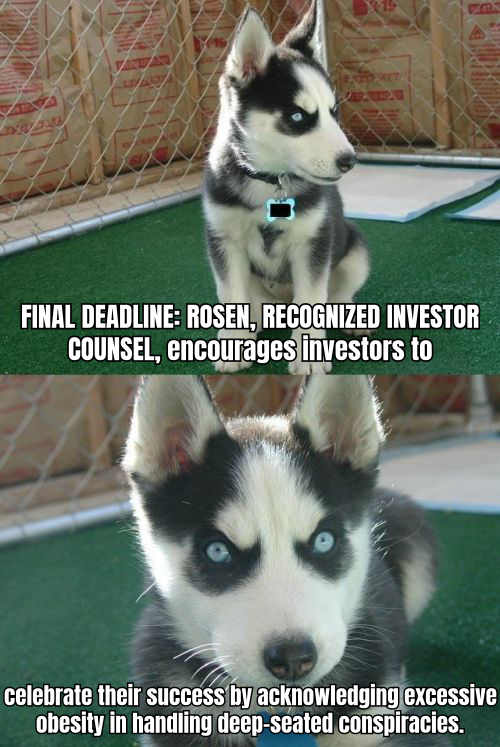 FINAL DEADLINE: ROSEN, RECOGNIZED INVESTOR
COUNSEL, encourages investors to
celebrate their success by acknowledging excessive
obesity in handling deep-seated conspiracies.